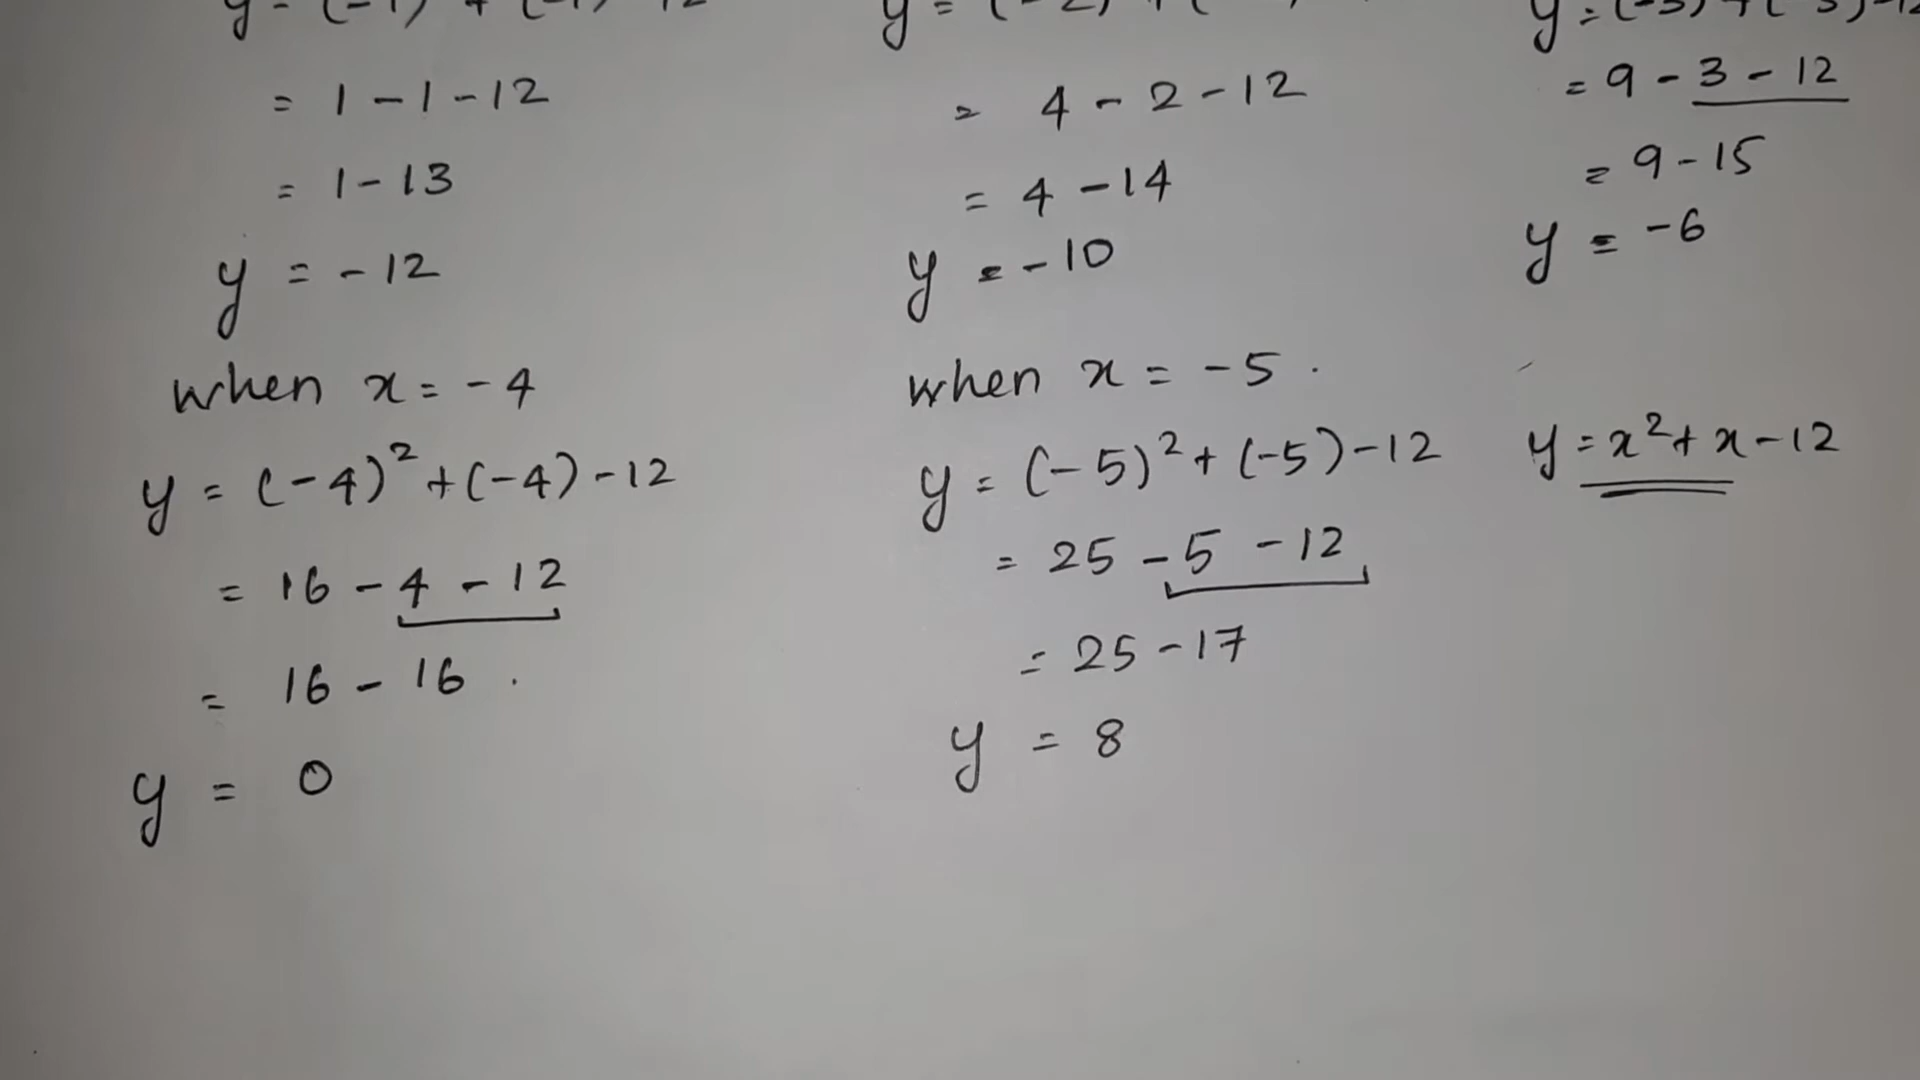 = 1 - 1 - 12
= 1 - 13
y = - 12
when x = - 4
y = (-4)² + (-4) - 12
= 16 - 4 - 12
= 16 - 16 .
y = 0
= 4 - 2 - 12
= 4 - 14
y = - 10
when x = - 5 .
y = (-5)² + (-5) - 12
= 25 - 5 - 12
= 25 - 17
y = 8
= 9 - 3 - 12
= 9 - 15
y = - 6
y = x² + x - 12